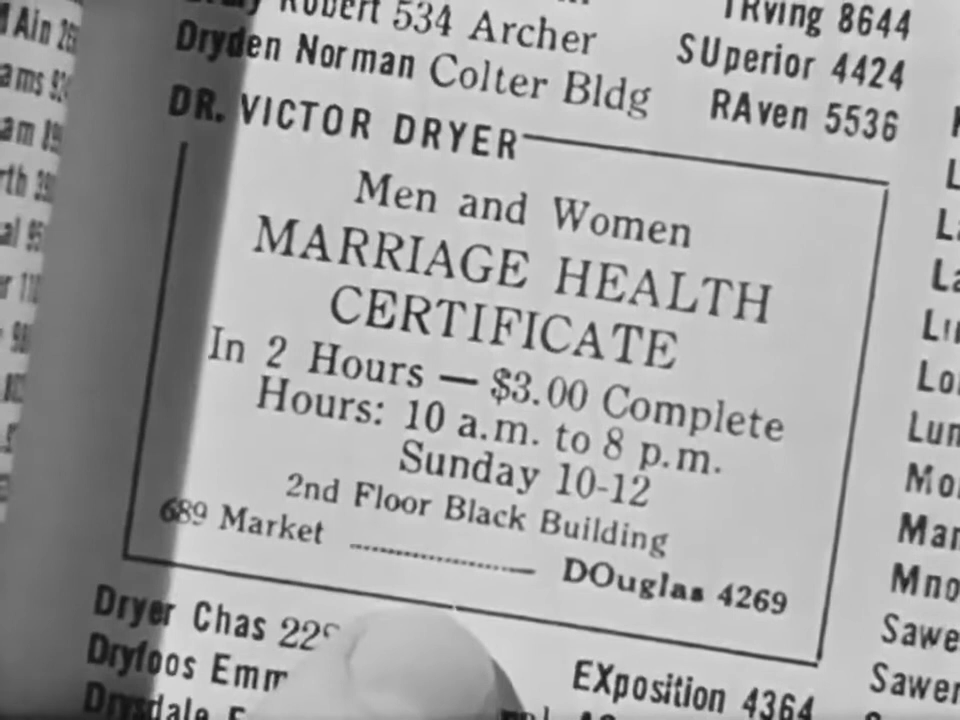 Robert 534 Archer
IRving 8644
Dryden Norman Colter Bldg
SUperior 4424
RAven 5536
DR. VICTOR DRYER
Men and Women
MARRIAGE HEALTH
CERTIFICATE
In 2 Hours — $3.00 Complete
Hours: 10 a.m. to 8 p.m.
Sunday 10-12
2nd Floor Black Building
689 Market ........................ DOuglas 4269
Dryer Chas
Dryfoos
EXposition 4364
Drysdale